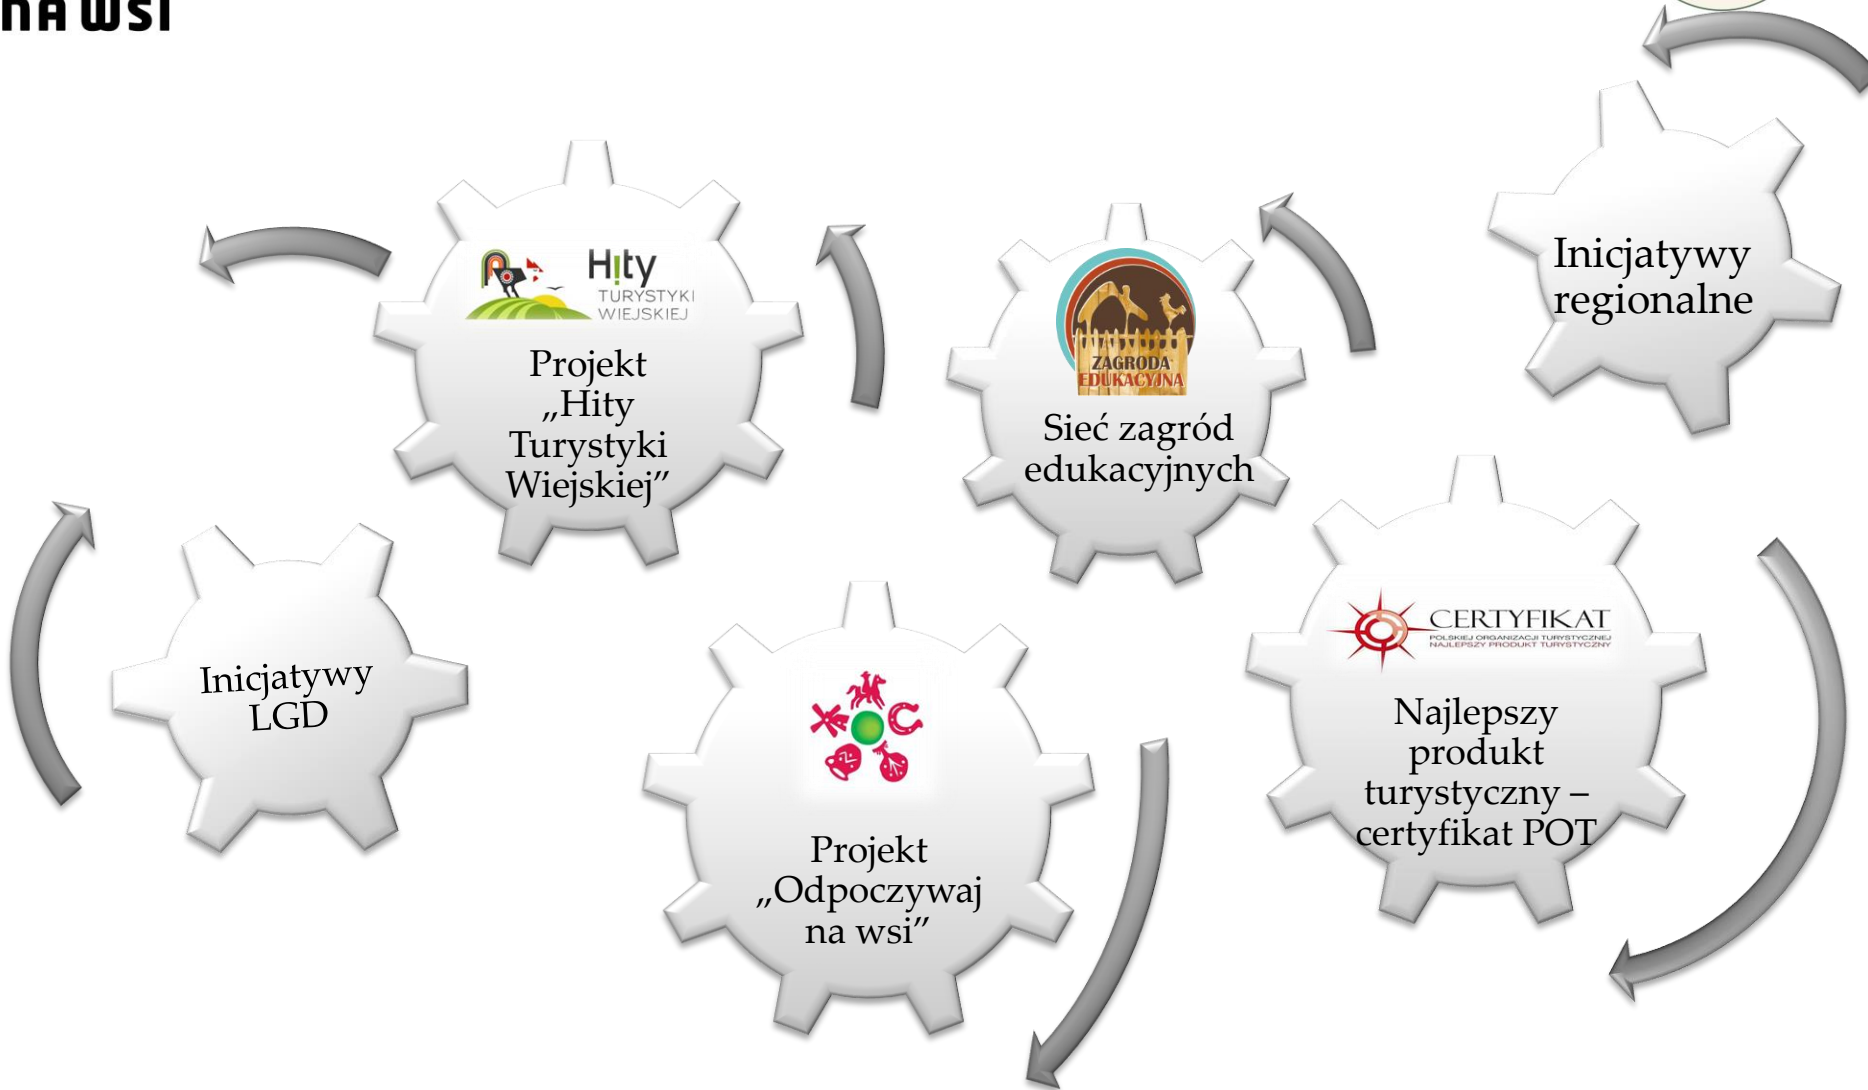 NA WSI
Inicjatywy
regionalne
H!ty
TURYSTYKI
WIEJSKIEJ
Projekt
„Hity
Turystyki
Wiejskiej”
ZAGRODA
EDUKACYJNA
Sieć zagród
edukacyjnych
CERTYFIKAT
POLSKIEJ ORGANIZACJI TURYSTYCZNEJ
NAJLEPSZY PRODUKT TURYSTYCZNY
Najlepszy
produkt
turystyczny –
certyfikat POT
Inicjatywy
LGD
Projekt
„Odpoczywaj
na wsi”